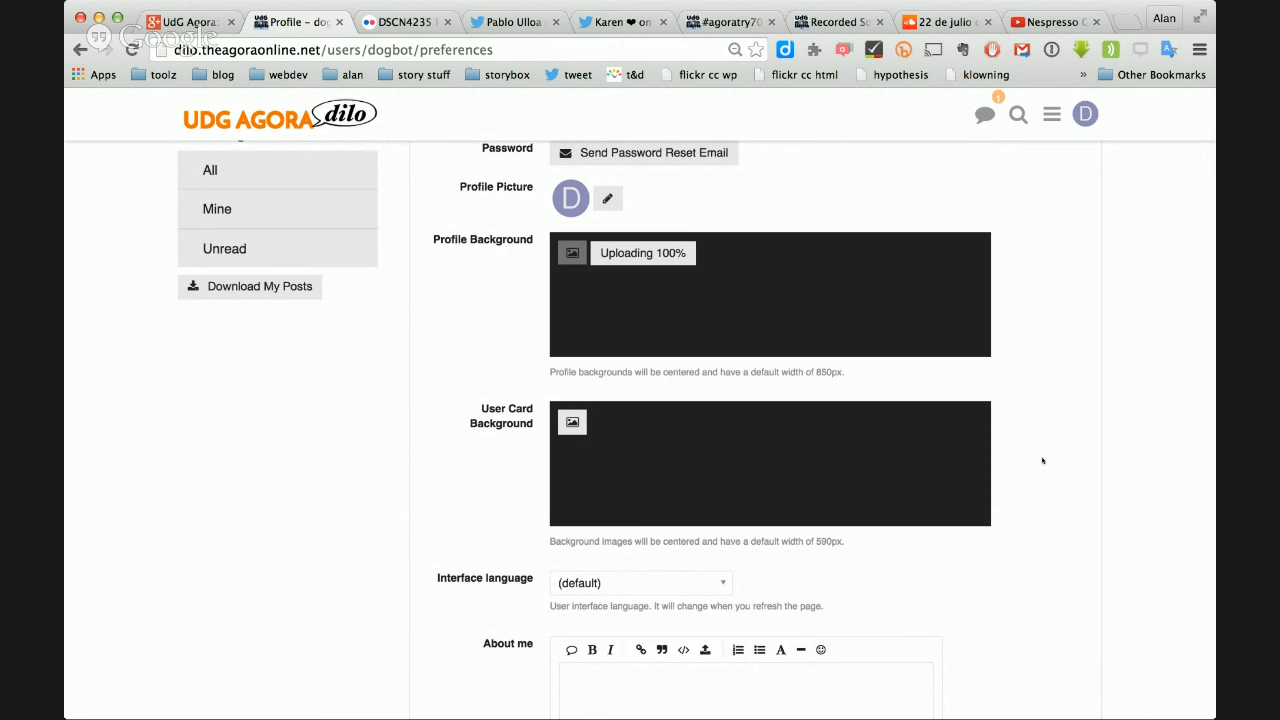 UdG Agora:
Profile – dog
DSCN4235
Pablo Ulloa
Karen ❤ on
#agoratry70
Recorded So
22 de julio
Nespresso C
Alan
Google
dilo.theagoraonline.net/users/dogbot/preferences
Apps toolz blog webdev alan story stuff storybox tweet t&d flickr cc wp flickr cc html hypothesis klowning » Other Bookmarks
UDG AGORA dilo
1
D
All
Mine
Unread
Download My Posts
Password
Send Password Reset Email
Profile Picture
D
Profile Background
Uploading 100%
Profile backgrounds will be centered and have a default width of 850px.
User Card
Background
Background images will be centered and have a default width of 590px.
Interface language
(default)
User interface language. It will change when you refresh the page.
About me
B I A